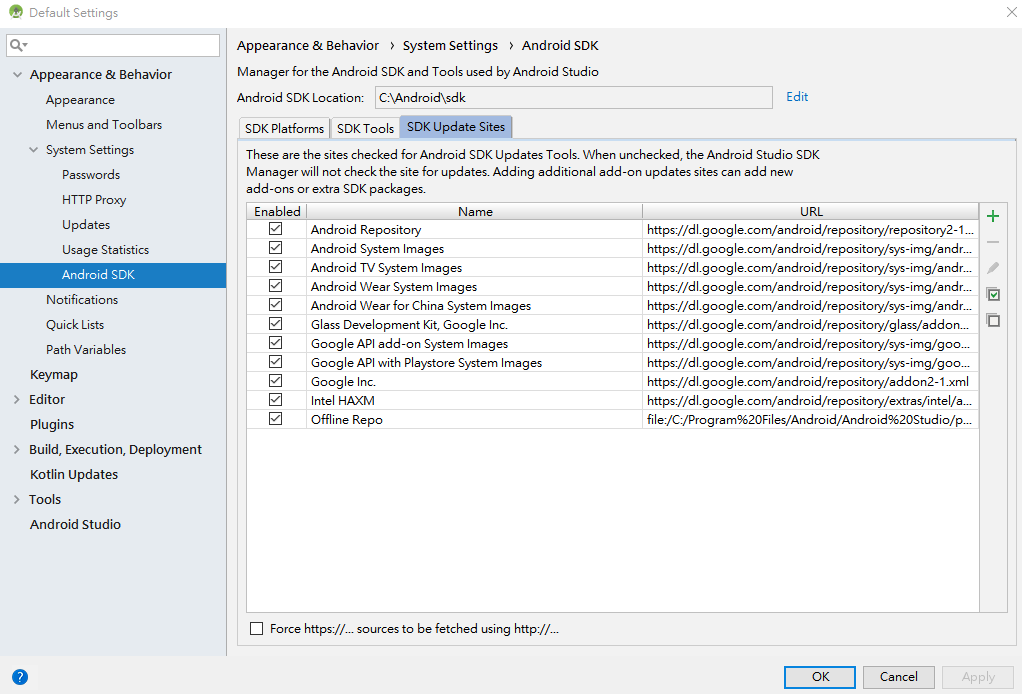 Default Settings
Appearance & Behavior
Appearance
Menus and Toolbars
System Settings
Passwords
HTTP Proxy
Updates
Usage Statistics
Android SDK
Notifications
Quick Lists
Path Variables
Keymap
Editor
Plugins
Build, Execution, Deployment
Kotlin Updates
Tools
Android Studio
Appearance & Behavior › System Settings › Android SDK
Manager for the Android SDK and Tools used by Android Studio
Android SDK Location: C:\Android\sdk Edit
SDK Platforms SDK Tools SDK Update Sites
These are the sites checked for Android SDK Updates Tools. When unchecked, the Android Studio SDK
Manager will not check the site for updates. Adding additional add-on updates sites can add new
add-ons or extra SDK packages.
Enabled Name URL
Android Repository https://dl.google.com/android/repository/repository2-1...
Android System Images https://dl.google.com/android/repository/sys-img/andr...
Android TV System Images https://dl.google.com/android/repository/sys-img/andr...
Android Wear System Images https://dl.google.com/android/repository/sys-img/andr...
Android Wear for China System Images https://dl.google.com/android/repository/sys-img/andr...
Glass Development Kit, Google Inc. https://dl.google.com/android/repository/glass/addon...
Google API add-on System Images https://dl.google.com/android/repository/sys-img/goo...
Google API with Playstore System Images https://dl.google.com/android/repository/sys-img/goo...
Google Inc. https://dl.google.com/android/repository/addon2-1.xml
Intel HAXM https://dl.google.com/android/repository/extras/intel/a...
Offline Repo file:/C:/Program%20Files/Android/Android%20Studio/p...
Force https://... sources to be fetched using http://...
? OK Cancel Apply